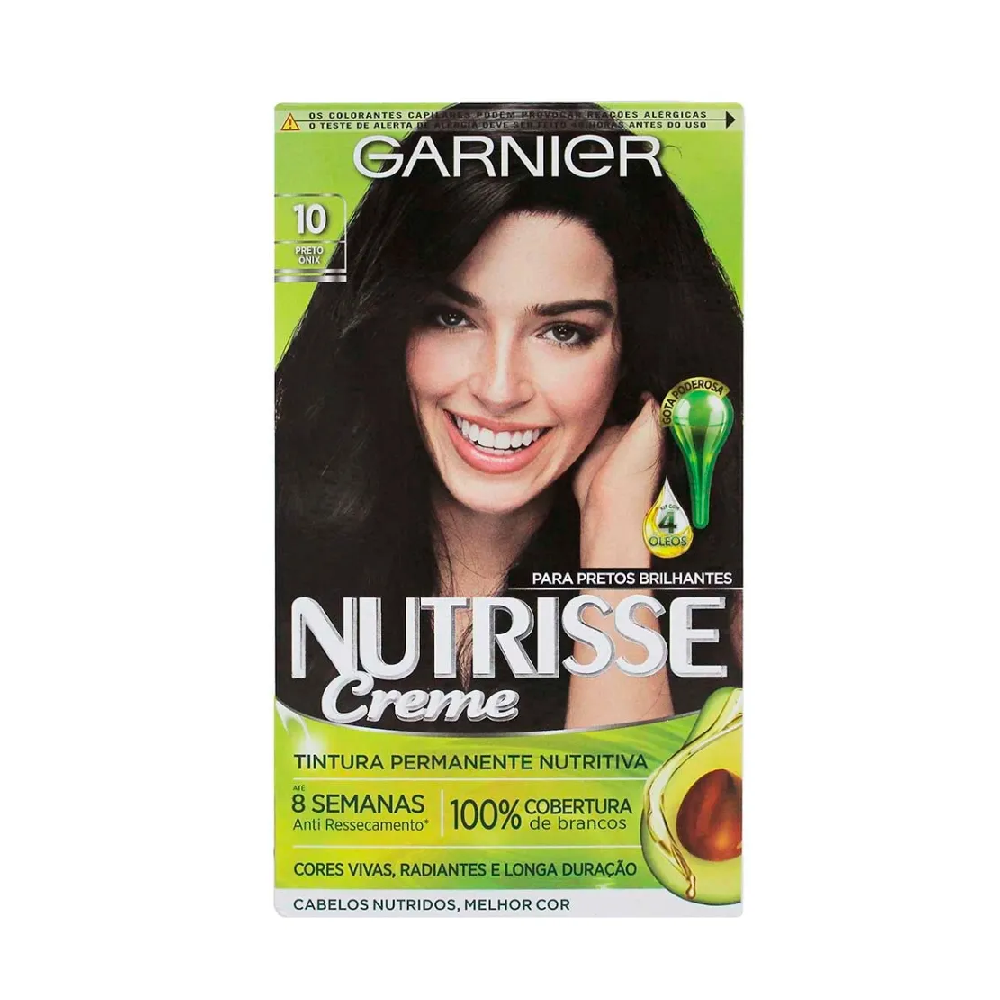 OS COLORANTES CAPILARES PODEM PROVOCAR REAÇÕES ALÉRGICAS
O TESTE DE ALERTA DE ALERGIA DEVE SER FEITO 48 HORAS ANTES DO USO
GARNIER
10
PRETO
ÔNIX
GOTA PODEROSA
4
ÓLEOS
PARA PRETOS BRILHANTES
NUTRISSE
Creme
TINTURA PERMANENTE NUTRITIVA
ATÉ
8 SEMANAS
Anti Ressecamento*
100% COBERTURA
de brancos
CORES VIVAS, RADIANTES E LONGA DURAÇÃO
CABELOS NUTRIDOS, MELHOR COR